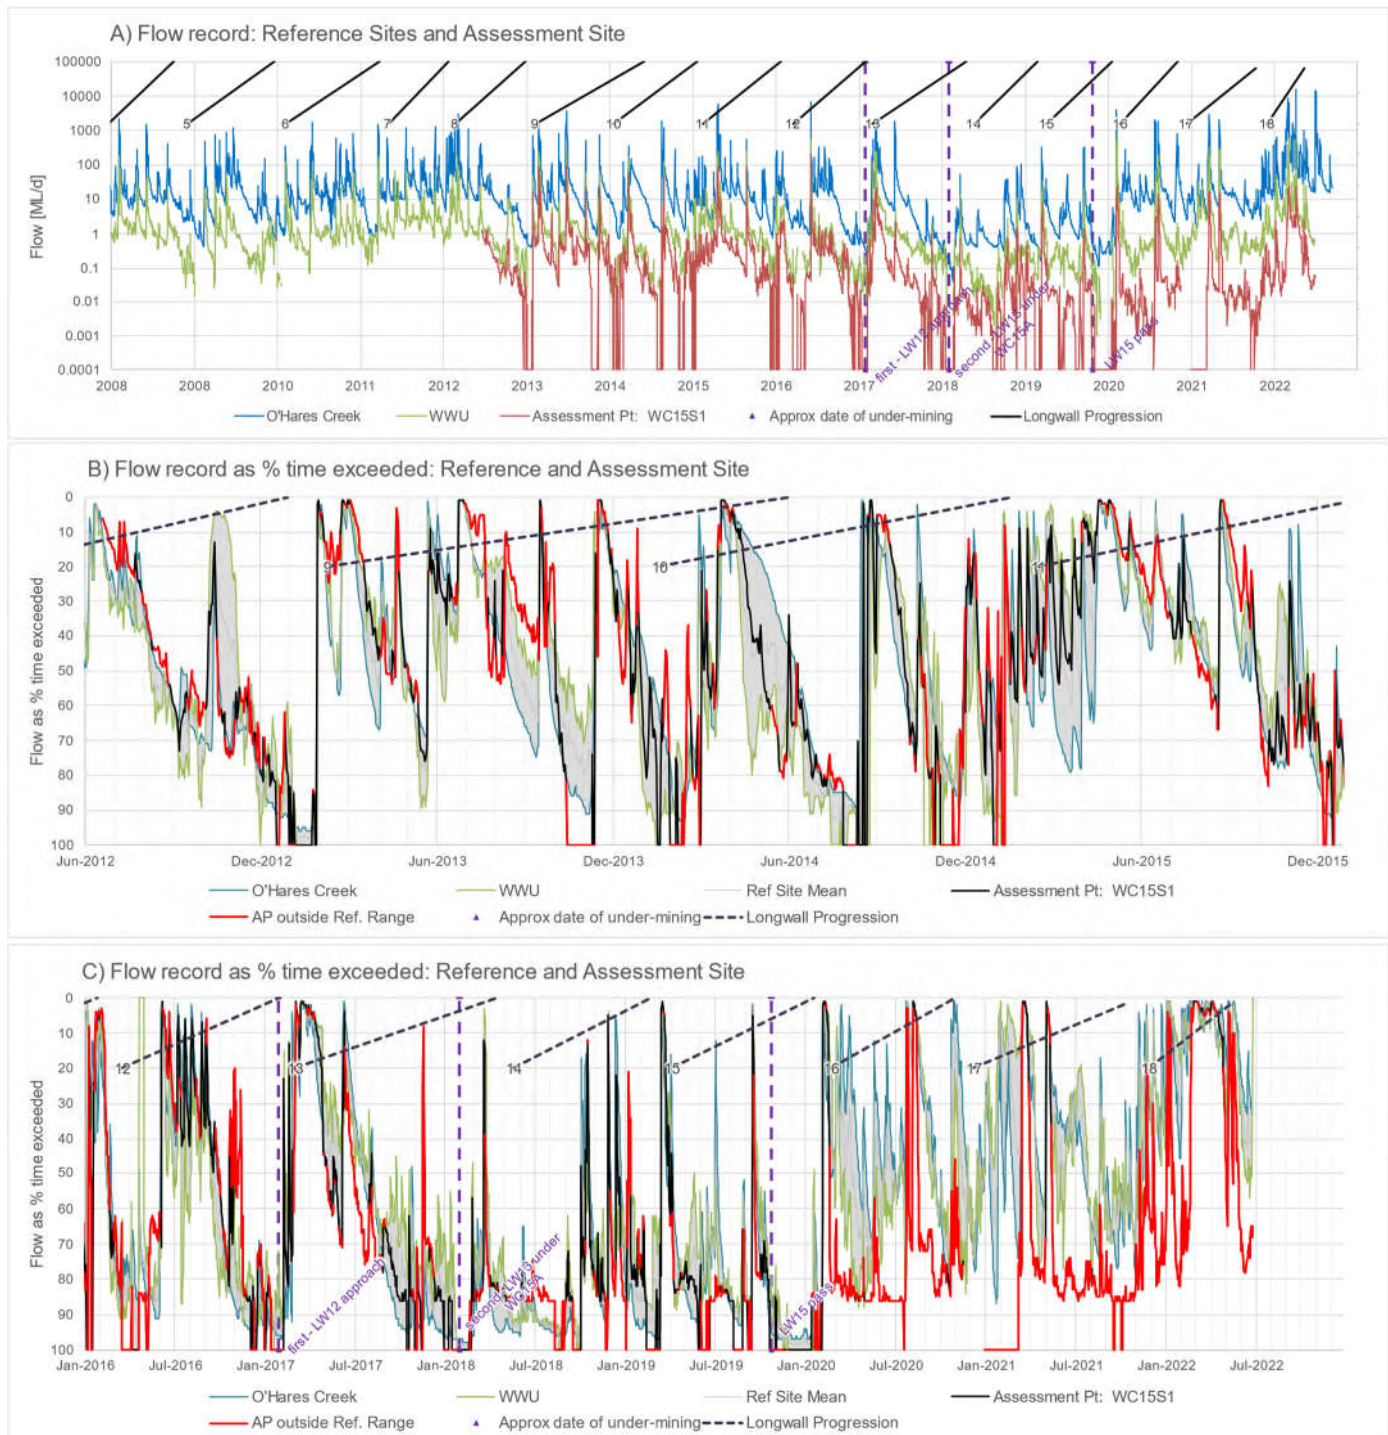 A) Flow record: Reference Sites and Assessment Site
100000
10000
1000
100
10
1
0.1
0.01
0.001
0.0001
Flow [ML/d]
5
6
7
8
9
10
11
12
13
14
15
16
17
18
first - LW12 approach
second - LW13 under
WC15A
LW15 pass
2008
2008
2010
2011
2012
2013
2014
2015
2016
2017
2018
2019
2020
2021
2022
O'Hares Creek
WWU
Assessment Pt: WC15S1
Approx date of under-mining
Longwall Progression
B) Flow record as % time exceeded: Reference and Assessment Site
0
10
20
30
40
50
60
70
80
90
100
Flow as % time exceeded
9
10
11
Jun-2012
Dec-2012
Jun-2013
Dec-2013
Jun-2014
Dec-2014
Jun-2015
Dec-2015
O'Hares Creek
WWU
Ref Site Mean
Assessment Pt: WC15S1
AP outside Ref. Range
Approx date of under-mining
Longwall Progression
C) Flow record as % time exceeded: Reference and Assessment Site
0
10
20
30
40
50
60
70
80
90
100
Flow as % time exceeded
12
13
14
15
16
17
18
first - LW12 approach
second - LW13 under
WC15A
LW15 pass
Jan-2016
Jul-2016
Jan-2017
Jul-2017
Jan-2018
Jul-2018
Jan-2019
Jul-2019
Jan-2020
Jul-2020
Jan-2021
Jul-2021
Jan-2022
Jul-2022
O'Hares Creek
WWU
Ref Site Mean
Assessment Pt: WC15S1
AP outside Ref. Range
Approx date of under-mining
Longwall Progression